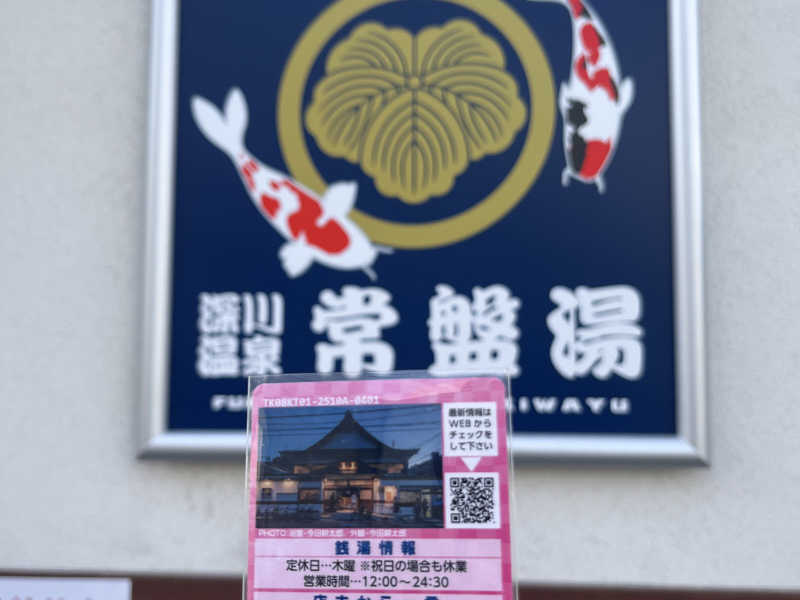 深川
温泉
常盤湯
IWAYU
TK08KT01-2510A-0401
最新情報は
WEBから
チェックを
して下さい
銭湯情報
定休日…木曜 ※祝日の場合も休業
営業時間…12:00〜24:30